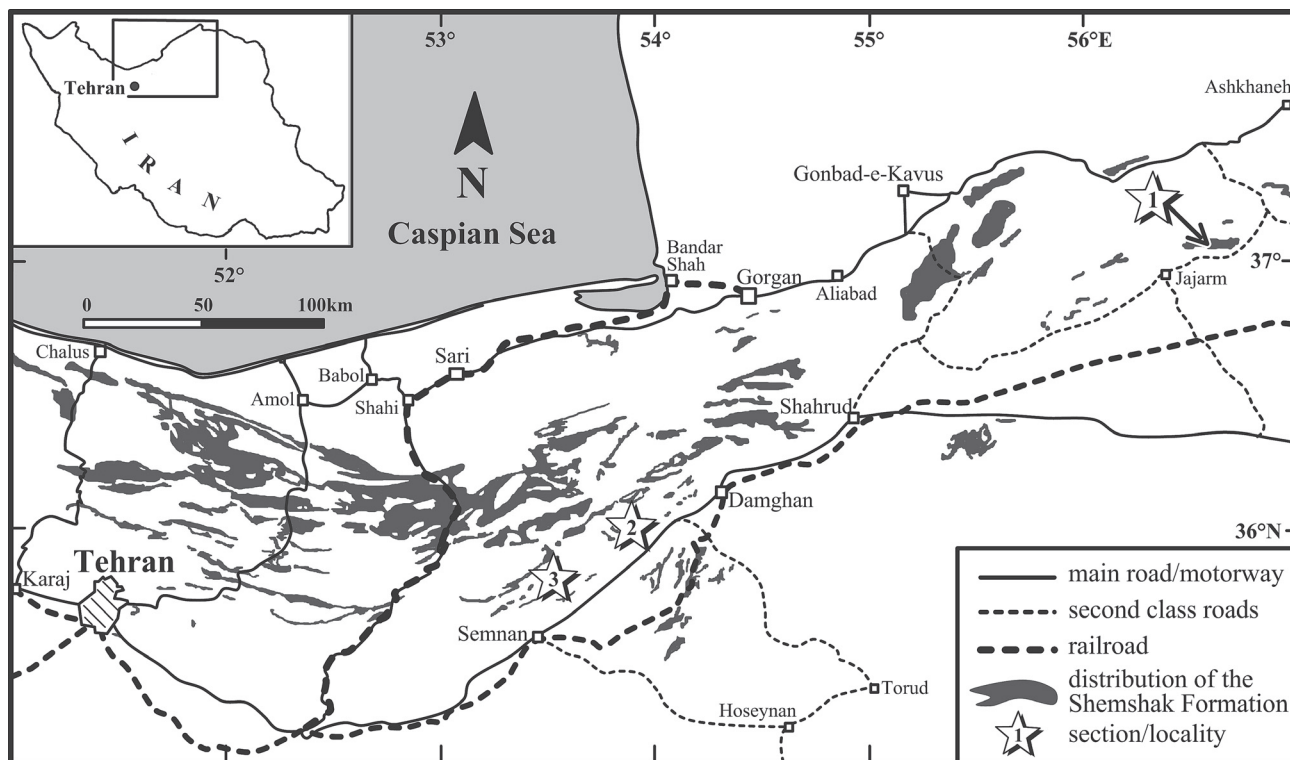 53°
54°
55°
56°E
Tehran
IRAN
Ashkhaneh
Gonbad-e-Kavus
1
N
Caspian Sea
Bandar
Shah
52°
37°
Gorgan
Aliabad
Jajarm
0 50 100km
Chalus
Sari
Babol
Amol
Shahi
Shahrud
Damghan
2
36°N
Tehran
3
Karaj
Semnan
Torud
Hoseynan
main road/motorway
second class roads
railroad
distribution of the
Shemshak Formation
1 section/locality